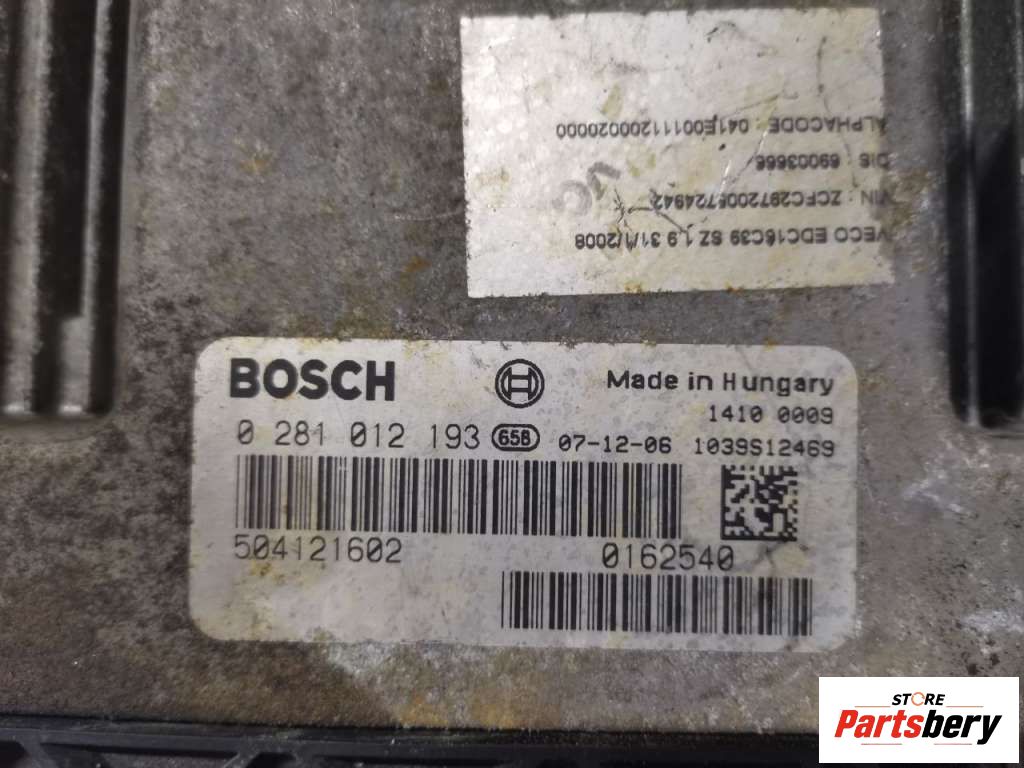 ALPHACODE : 041E001112000020000
DIS : 69003666
VIN : ZCFC2972005724942
IVECO EDC16C39 SZ 1.9 31/1/2008
BOSCH
Made in Hungary
1410 0009
0 281 012 193 658 07-12-06 1039S12469
504121602 0162540
STORE
Partsbery